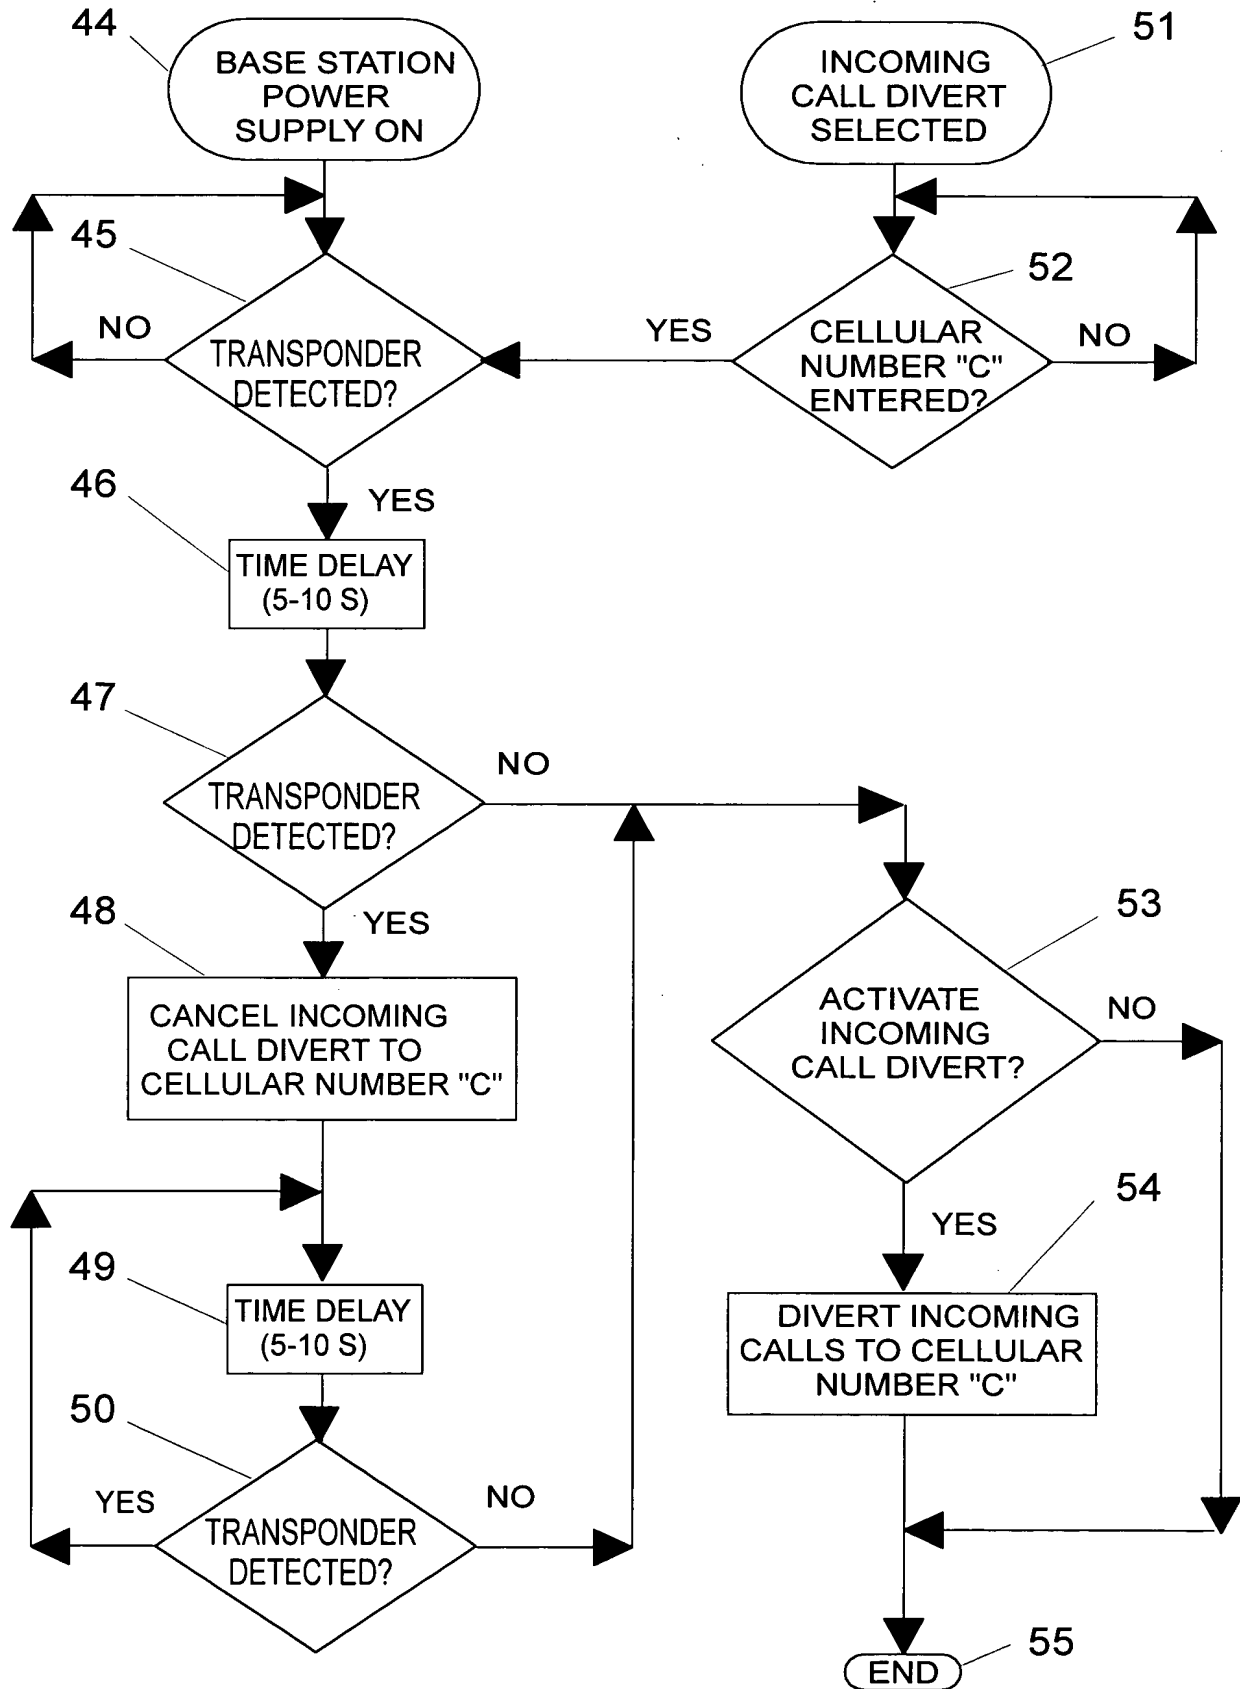 44
BASE STATION
POWER
SUPPLY ON
51
INCOMING
CALL DIVERT
SELECTED
45
NO
TRANSPONDER
DETECTED?
YES
52
CELLULAR
NUMBER "C"
ENTERED?
NO
46
YES
TIME DELAY
(5-10 S)
47
NO
TRANSPONDER
DETECTED?
48
YES
CANCEL INCOMING
CALL DIVERT TO
CELLULAR NUMBER "C"
53
ACTIVATE
INCOMING
CALL DIVERT?
NO
49
TIME DELAY
(5-10 S)
54
YES
DIVERT INCOMING
CALLS TO CELLULAR
NUMBER "C"
50
YES
NO
TRANSPONDER
DETECTED?
55
END